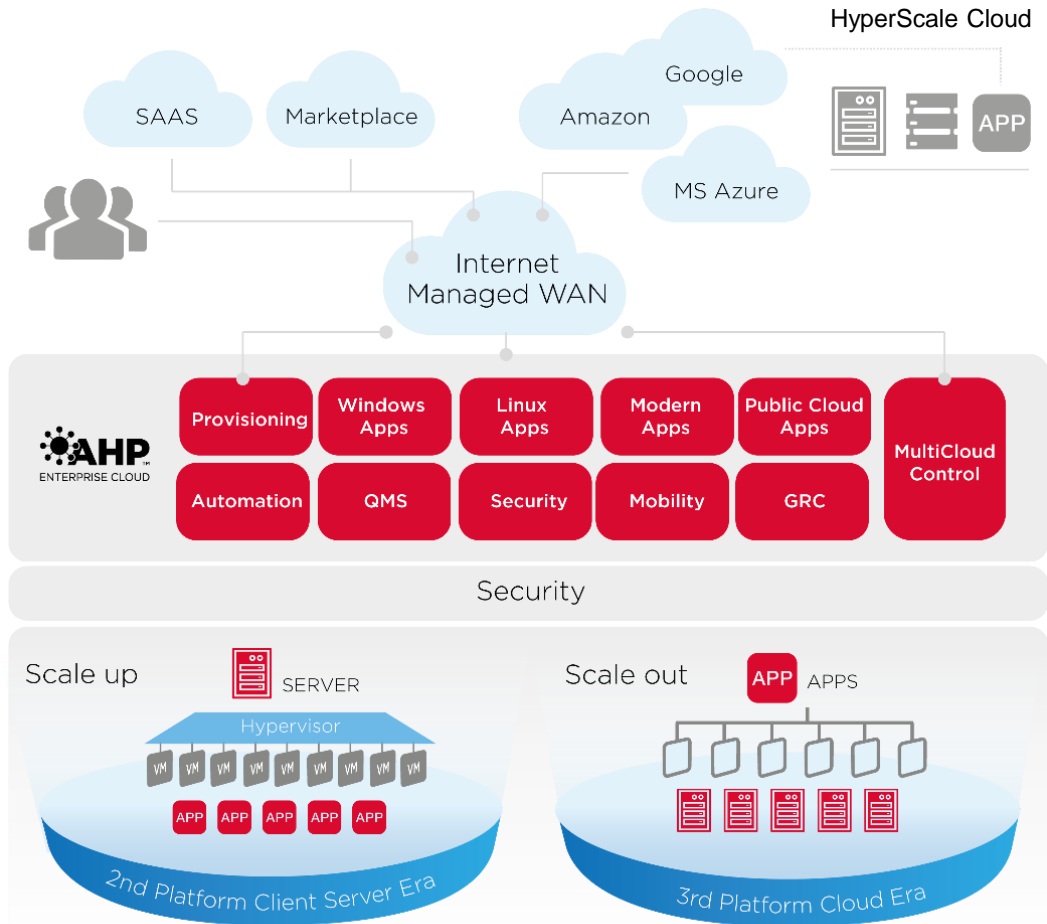 HyperScale Cloud
Google
SAAS
Marketplace
Amazon
APP
MS Azure
Internet
Managed WAN
Provisioning
Windows
Apps
Linux
Apps
Modern
Apps
Public Cloud
Apps
MultiCloud
Control
AHP
TM
ENTERPRISE CLOUD
Automation
QMS
Security
Mobility
GRC
Security
Scale up
SERVER
Hypervisor
VM VM VM VM VM VM VM VM VM
APP APP APP APP APP
2nd Platform Client Server Era
Scale out
APP APPS
3rd Platform Cloud Era